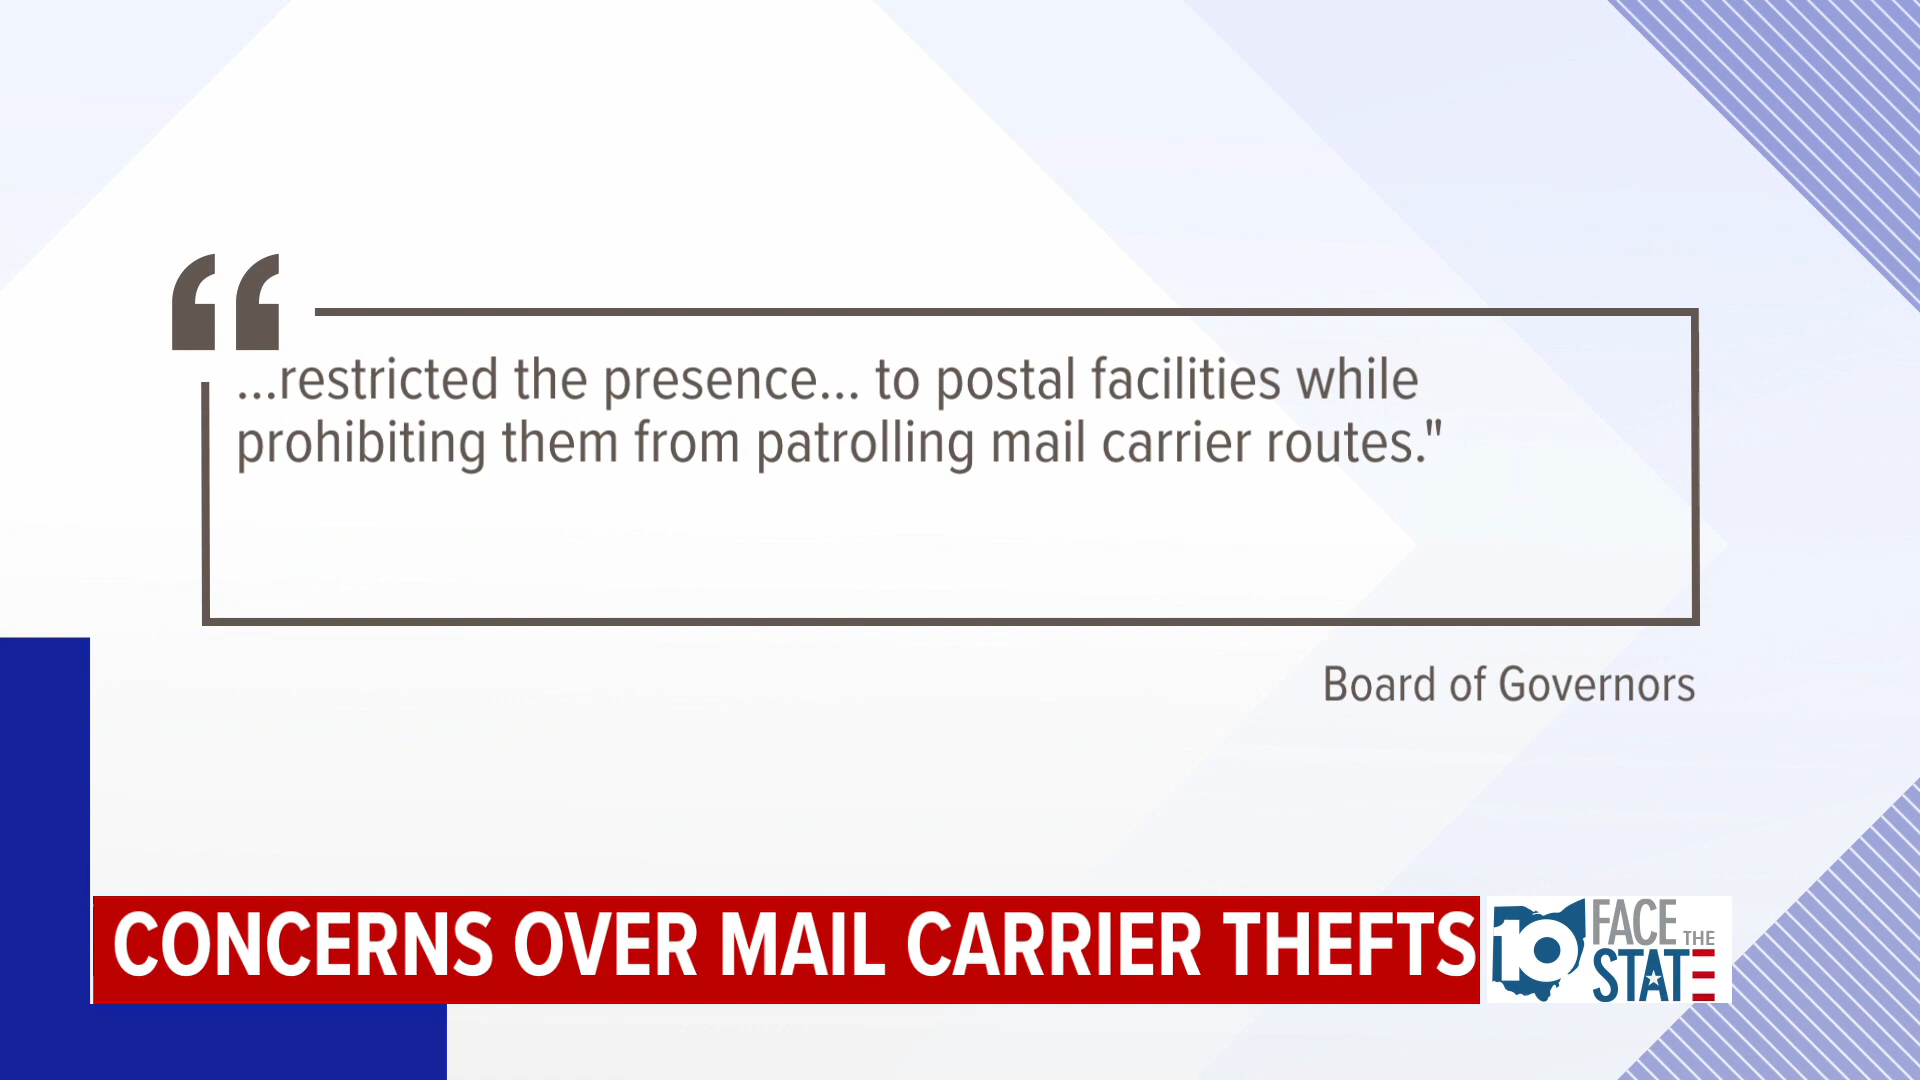 “
...restricted the presence... to postal facilities while
prohibiting them from patrolling mail carrier routes."
Board of Governors
CONCERNS OVER MAIL CARRIER THEFTS
10
FACE THE
STATE